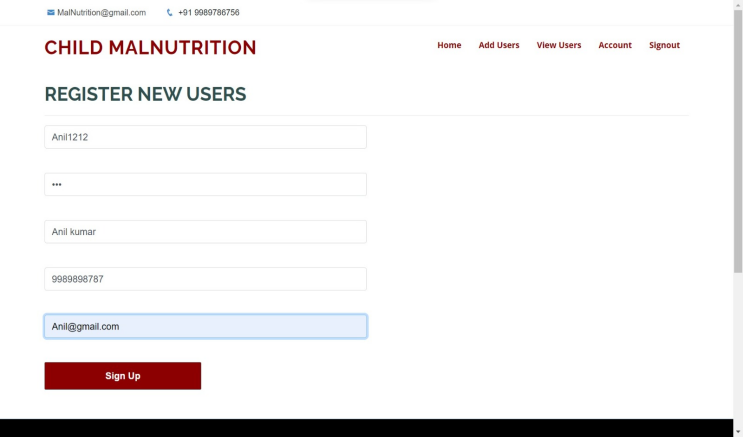 MalNutrition@gmail.com +91 9989786756
CHILD MALNUTRITION Home Add Users View Users Account Signout
REGISTER NEW USERS
Anil1212
•••
Anil kumar
9989898787
Anil@gmail.com
Sign Up